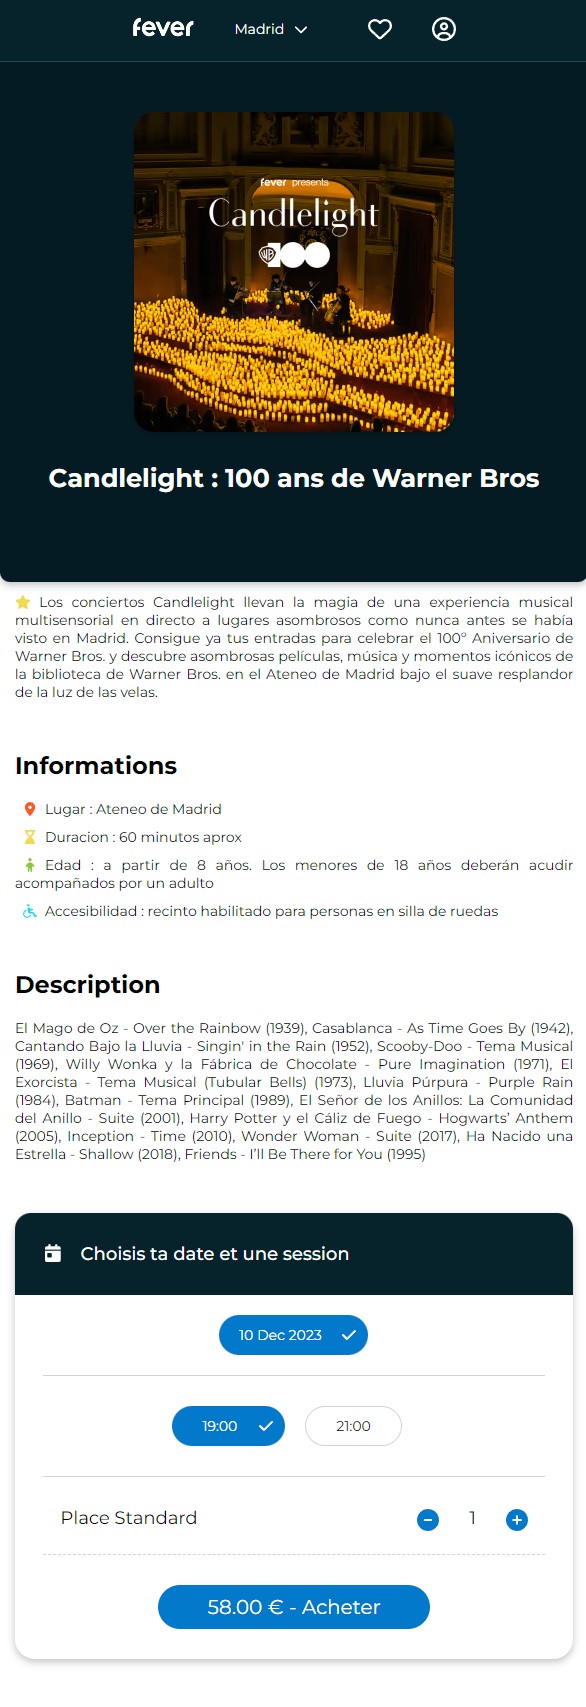 fever
Madrid
fever presents
Candlelight
WB 100
Candlelight : 100 ans de Warner Bros
Los conciertos Candlelight llevan la magia de una experiencia musical
multisensorial en directo a lugares asombrosos como nunca antes se había
visto en Madrid. Consigue ya tus entradas para celebrar el 100º Aniversario de
Warner Bros. y descubre asombrosas películas, música y momentos icónicos de
la biblioteca de Warner Bros. en el Ateneo de Madrid bajo el suave resplandor
de la luz de las velas.
Informations
Lugar : Ateneo de Madrid
Duracion : 60 minutos aprox
Edad : a partir de 8 años. Los menores de 18 años deberán acudir
acompañados por un adulto
Accesibilidad : recinto habilitado para personas en silla de ruedas
Description
El Mago de Oz - Over the Rainbow (1939), Casablanca - As Time Goes By (1942),
Cantando Bajo la Lluvia - Singin' in the Rain (1952), Scooby-Doo - Tema Musical
(1969), Willy Wonka y la Fábrica de Chocolate - Pure Imagination (1971), El
Exorcista - Tema Musical (Tubular Bells) (1973), Lluvia Púrpura - Purple Rain
(1984), Batman - Tema Principal (1989), El Señor de los Anillos: La Comunidad
del Anillo - Suite (2001), Harry Potter y el Cáliz de Fuego - Hogwarts’ Anthem
(2005), Inception - Time (2010), Wonder Woman - Suite (2017), Ha Nacido una
Estrella - Shallow (2018), Friends - I’ll Be There for You (1995)
Choisis ta date et une session
10 Dec 2023
19:00 21:00
Place Standard 1
58.00 € - Acheter